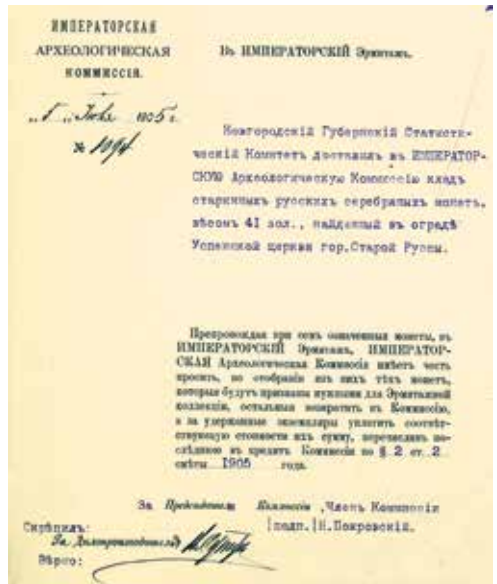 ИМПЕРАТОРСКАЯ
АРХЕОЛОГИЧЕСКАЯ
КОММИССІЯ.
1905 г.
№ 1094
Въ ИМПЕРАТОРСКІЙ Эрмитажъ.
Новгородскій Губернскій Статисти-
ческій Комитетъ доставилъ въ ИМПЕРАТОР-
СКУЮ Археологическую Коммиссію кладъ
старинныхъ русскихъ серебряныхъ монетъ,
вѣсомъ 41 зол., найденный въ оградѣ
Успенской церкви гор.Старой Руссы.
Препровождая при семъ означенныя монеты, въ
ИМПЕРАТОРСКІЙ Эрмитажъ, ИМПЕРАТОР-
СКАЯ Археологическая Коммиссія имѣетъ честь
просить, по отобраніи изъ нихъ тѣхъ монетъ,
которыя будутъ признаны нужными для Эрмитажной
коллекціи, остальныя возвратить въ Коммиссію,
а за удержанные экземпляры уплатить соотвѣт-
ствующую стоимости ихъ сумму, перечисливъ по-
слѣднюю въ кредитъ Коммиссіи по § 2 ст. 2
смѣты 1905 года.
За Предсѣдателя Коммиссіи ,Членъ Коммиссіи
[подп.]Н.Покровскій.
Скрѣпилъ:
За Дѣлопроизводителя
Вѣрно: